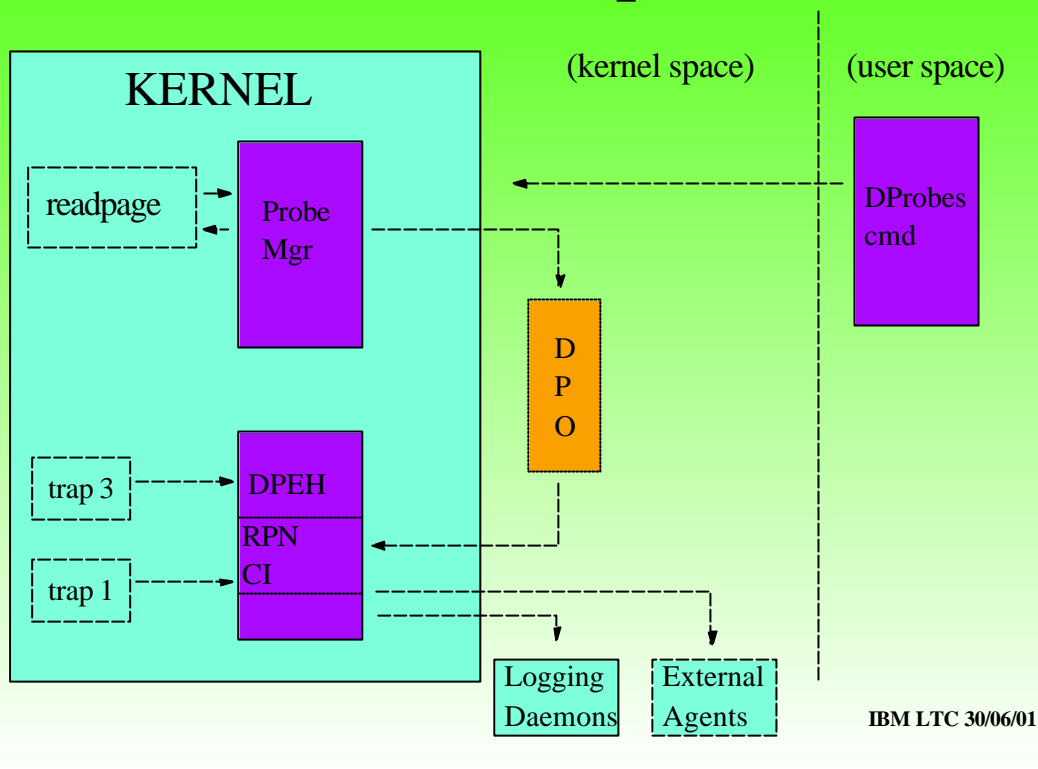 (kernel space)
(user space)
KERNEL
readpage
Probe
Mgr
DProbes
cmd
D
P
O
trap 3
DPEH
RPN
CI
trap 1
Logging
Daemons
External
Agents
IBM LTC 30/06/01